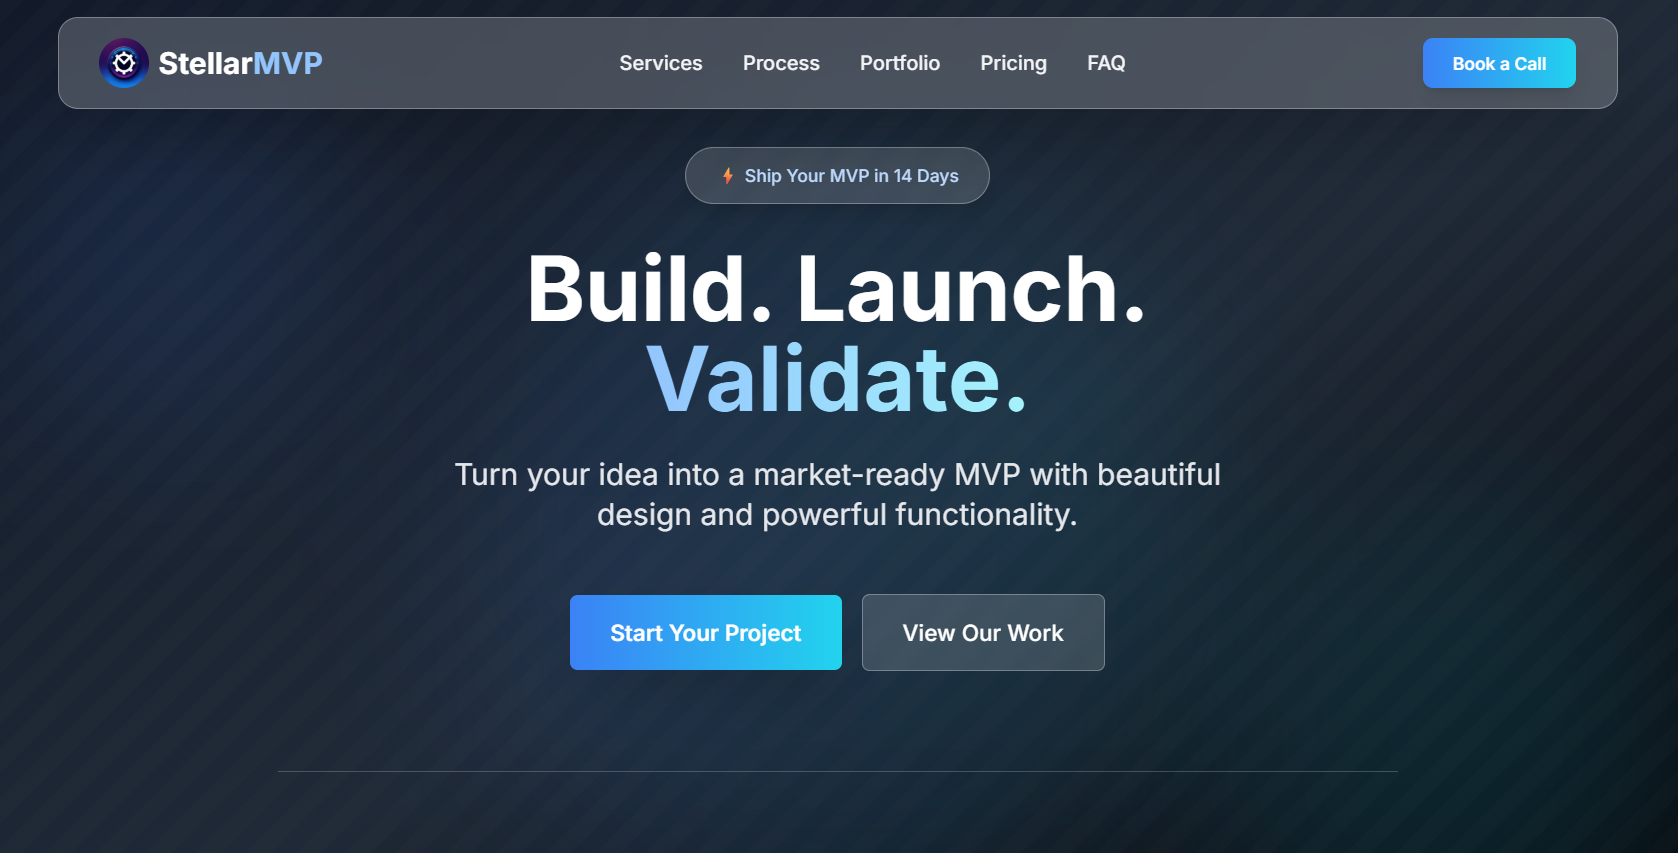 StellarMVP
Services
Process
Portfolio
Pricing
FAQ
Book a Call
Ship Your MVP in 14 Days
Build. Launch.
Validate.
Turn your idea into a market-ready MVP with beautiful
design and powerful functionality.
Start Your Project
View Our Work